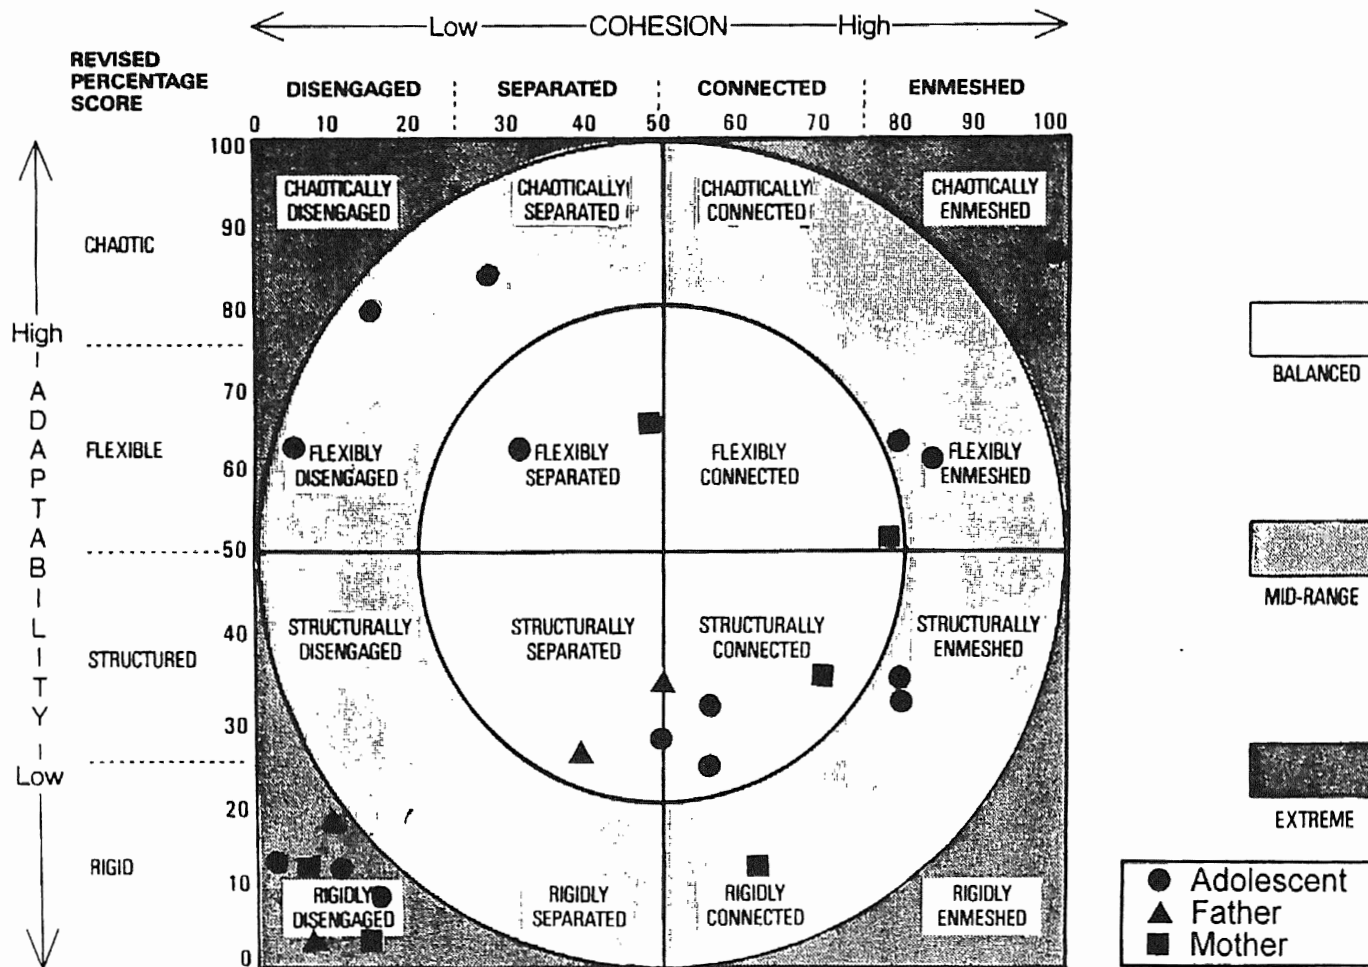 Low COHESION High
REVISED
PERCENTAGE
SCORE
DISENGAGED SEPARATED CONNECTED ENMESHED
0 10 20 30 40 50 60 70 80 90 100
100
90
80
70
60
50
40
30
20
10
0
High
ADAPTABILITY
Low
CHAOTIC
FLEXIBLE
STRUCTURED
RIGID
CHAOTICALLY
DISENGAGED
CHAOTICALLY
SEPARATED
CHAOTICALLY
CONNECTED
CHAOTICALLY
ENMESHED
FLEXIBLY
DISENGAGED
FLEXIBLY
SEPARATED
FLEXIBLY
CONNECTED
FLEXIBLY
ENMESHED
STRUCTURALLY
DISENGAGED
STRUCTURALLY
SEPARATED
STRUCTURALLY
CONNECTED
STRUCTURALLY
ENMESHED
RIGIDLY
DISENGAGED
RIGIDLY
SEPARATED
RIGIDLY
CONNECTED
RIGIDLY
ENMESHED
BALANCED
MID-RANGE
EXTREME
Adolescent
Father
Mother